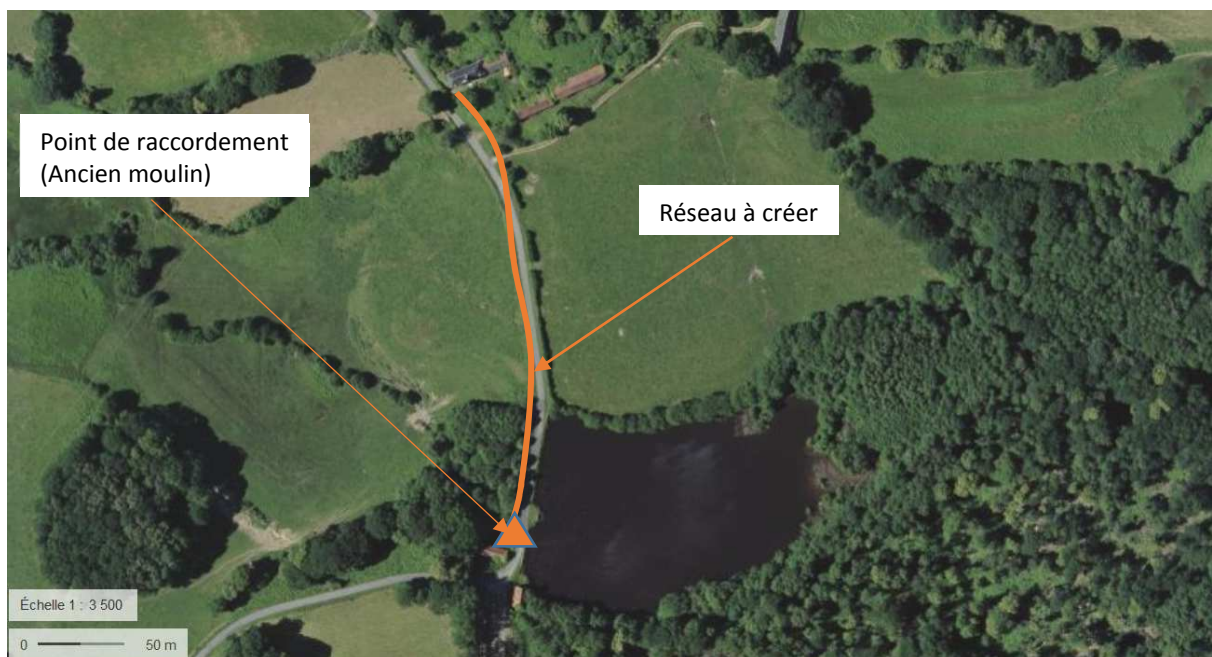 Point de raccordement
(Ancien moulin)
Réseau à créer
Échelle 1 : 3 500
0 50 m